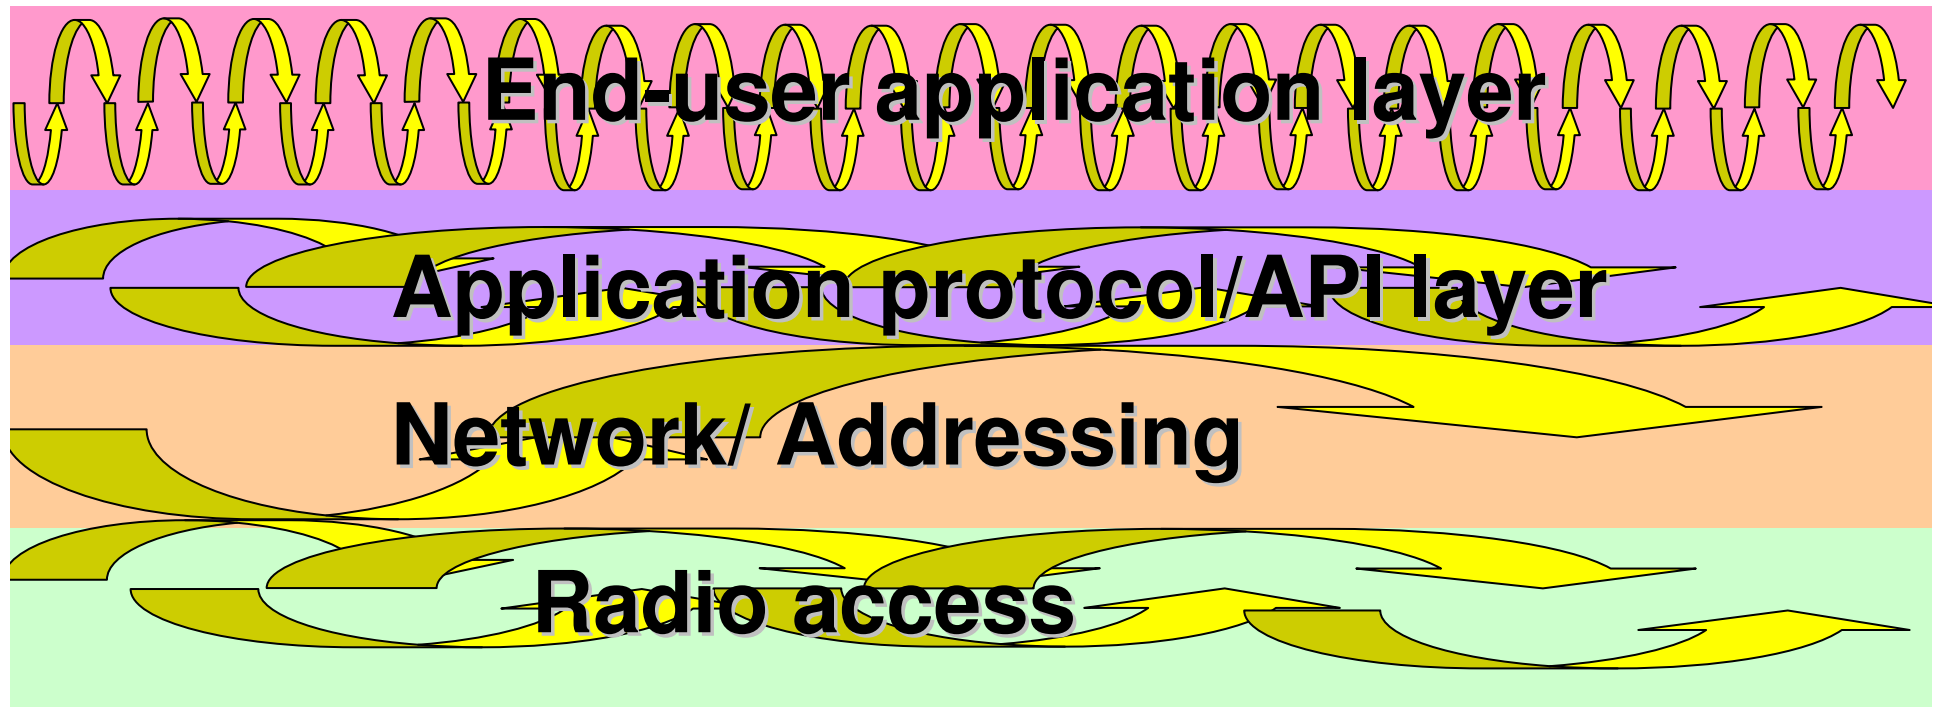 End-user application layer
Application protocol/API layer
Network/ Addressing
Radio access